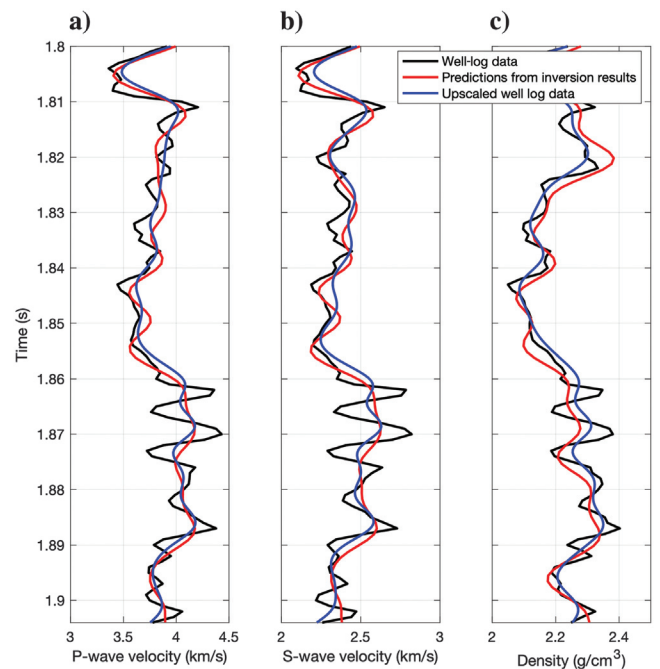 a) b) c)
1.8
Well-log data
Predictions from inversion results
Upscaled well log data
1.81
1.82
1.83
1.84
1.85
1.86
1.87
1.88
1.89
1.9
Time (s)
3 3.5 4 4.5 2 2.5 3 2 2.2 2.4 2.6
P-wave velocity (km/s) S-wave velocity (km/s) Density (g/cm³)